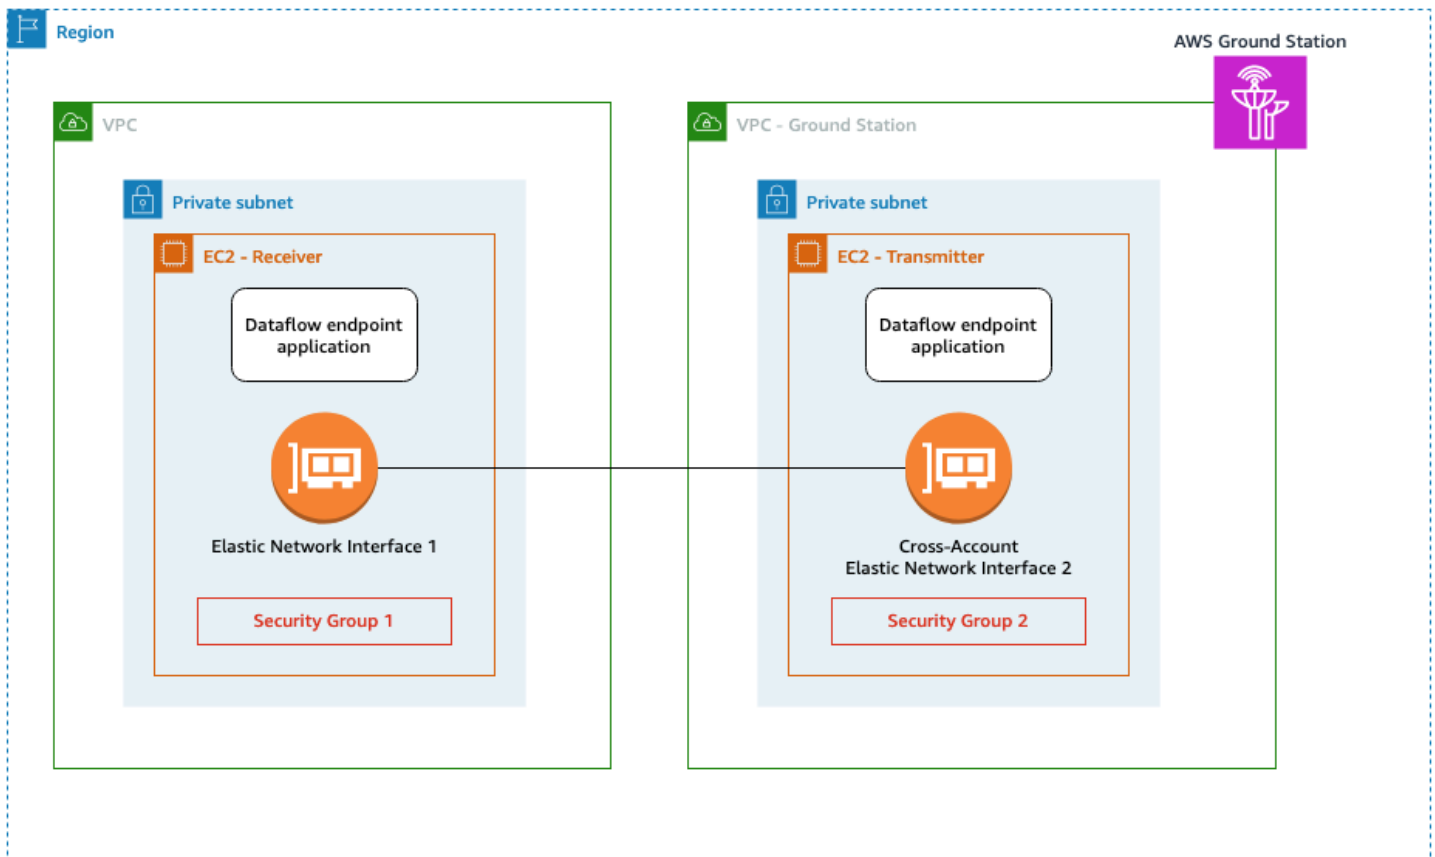 Region
AWS Ground Station
VPC
VPC - Ground Station
Private subnet
Private subnet
EC2 - Receiver
EC2 - Transmitter
Dataflow endpoint
application
Dataflow endpoint
application
Elastic Network Interface 1
Cross-Account
Elastic Network Interface 2
Security Group 1
Security Group 2